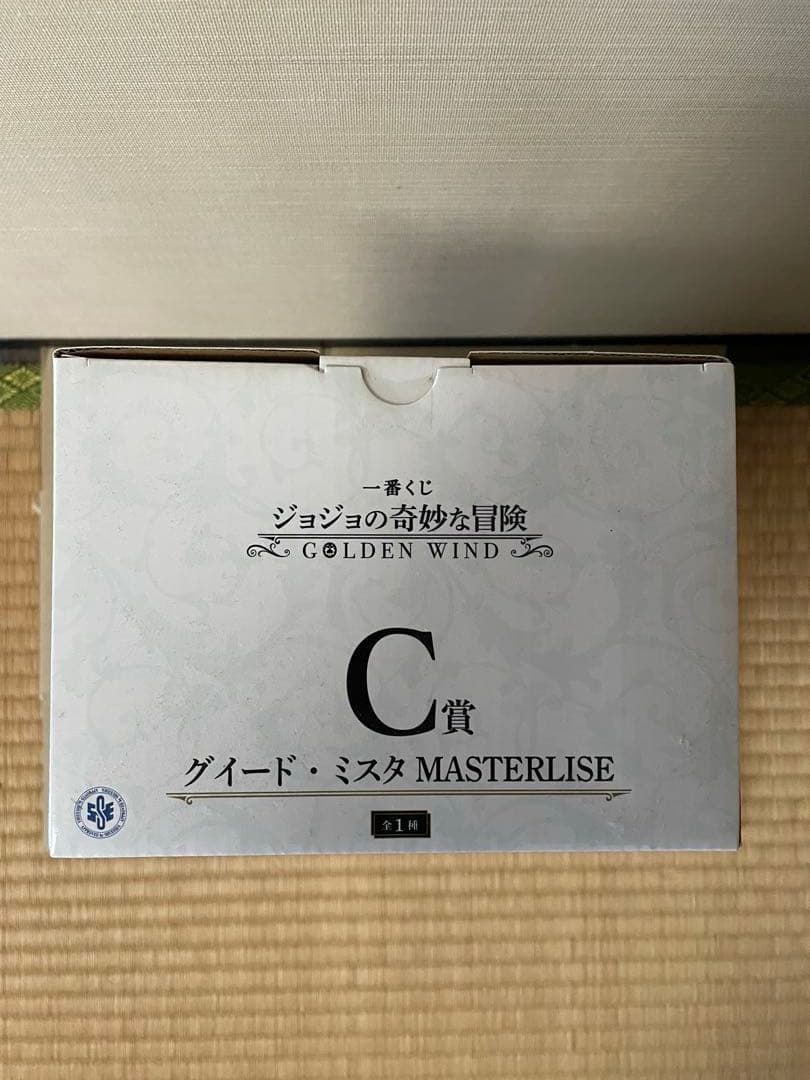 一番くじ
ジョジョの奇妙な冒険
GOLDEN WIND
C賞
グイード・ミスタ MASTERLISE
全1種